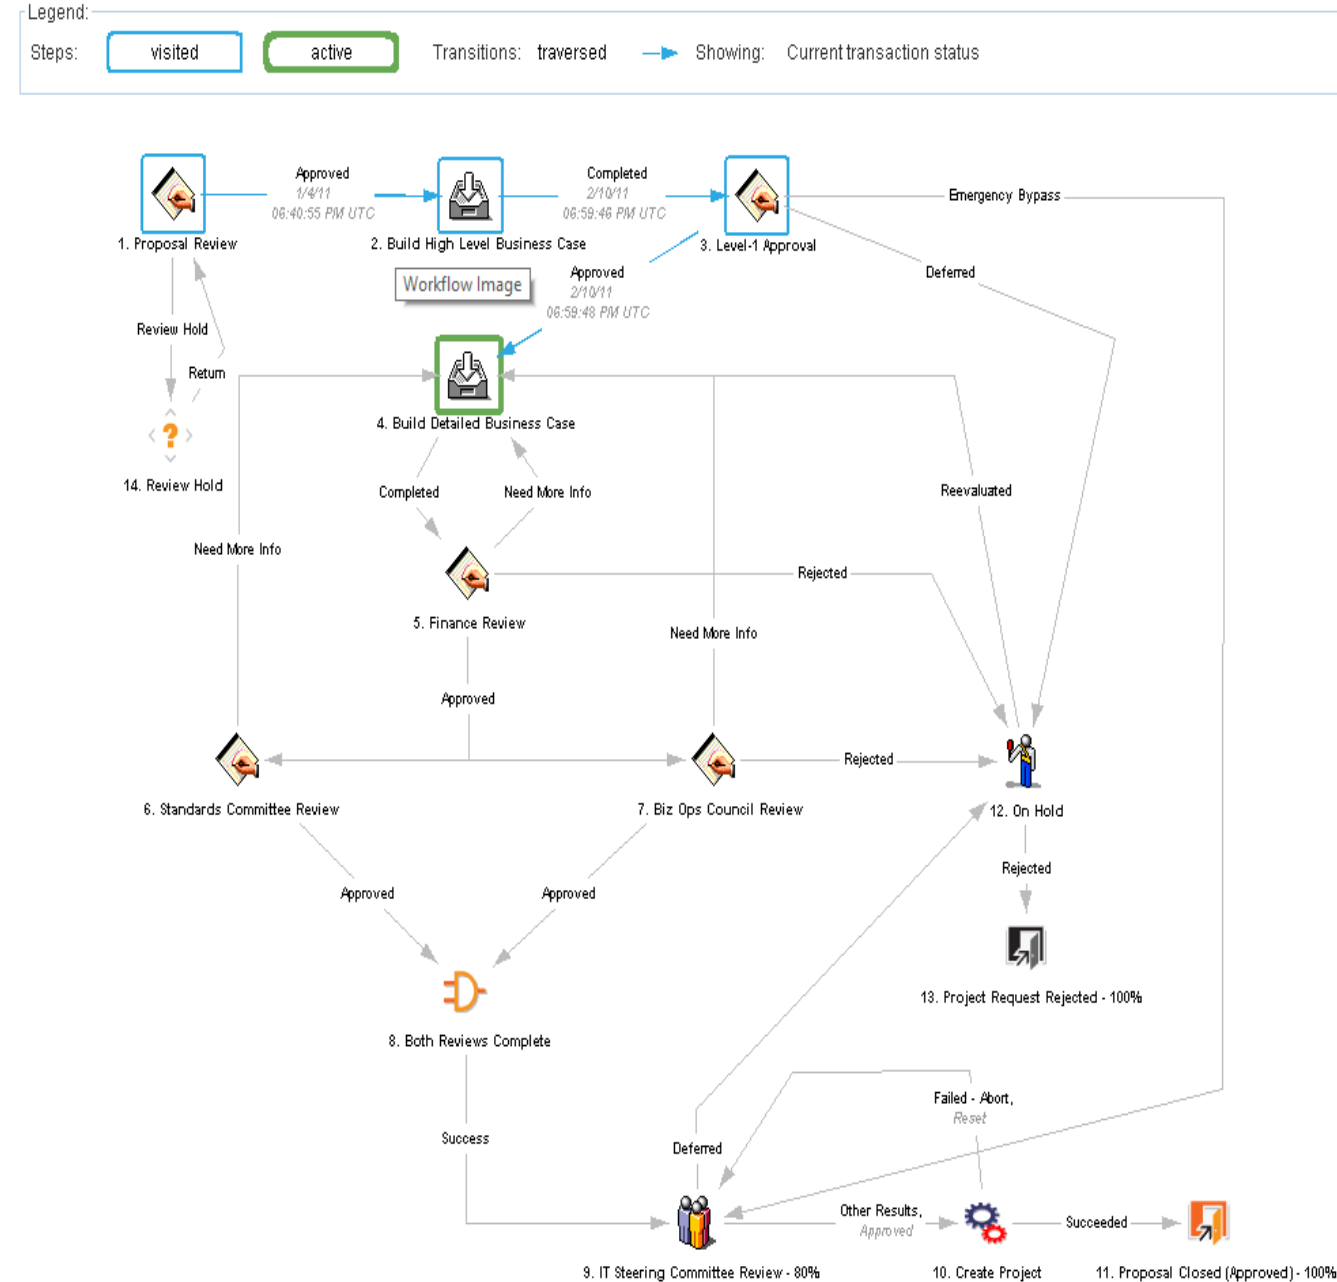 Legend:
Steps:
visited
active
Transitions:
traversed
Showing:
Current transaction status
Approved
1/4/11
06:40:55 PM UTC
Completed
2/10/11
06:59:46 PM UTC
Emergency Bypass
1. Proposal Review
2. Build High Level Business Case
3. Level-1 Approval
Workflow Image
Approved
2/10/11
06:59:48 PM UTC
Deferred
Review Hold
Return
4. Build Detailed Business Case
14. Review Hold
Completed
Need More Info
Reevaluated
Need More Info
Rejected
5. Finance Review
Need More Info
Approved
Rejected
6. Standards Committee Review
7. Biz Ops Council Review
12. On Hold
Rejected
Approved
Approved
13. Project Request Rejected - 100%
8. Both Reviews Complete
Failed - Abort,
Reset
Success
Deferred
Other Results,
Approved
Succeeded
9. IT Steering Committee Review - 80%
10. Create Project
11. Proposal Closed (Approved) - 100%